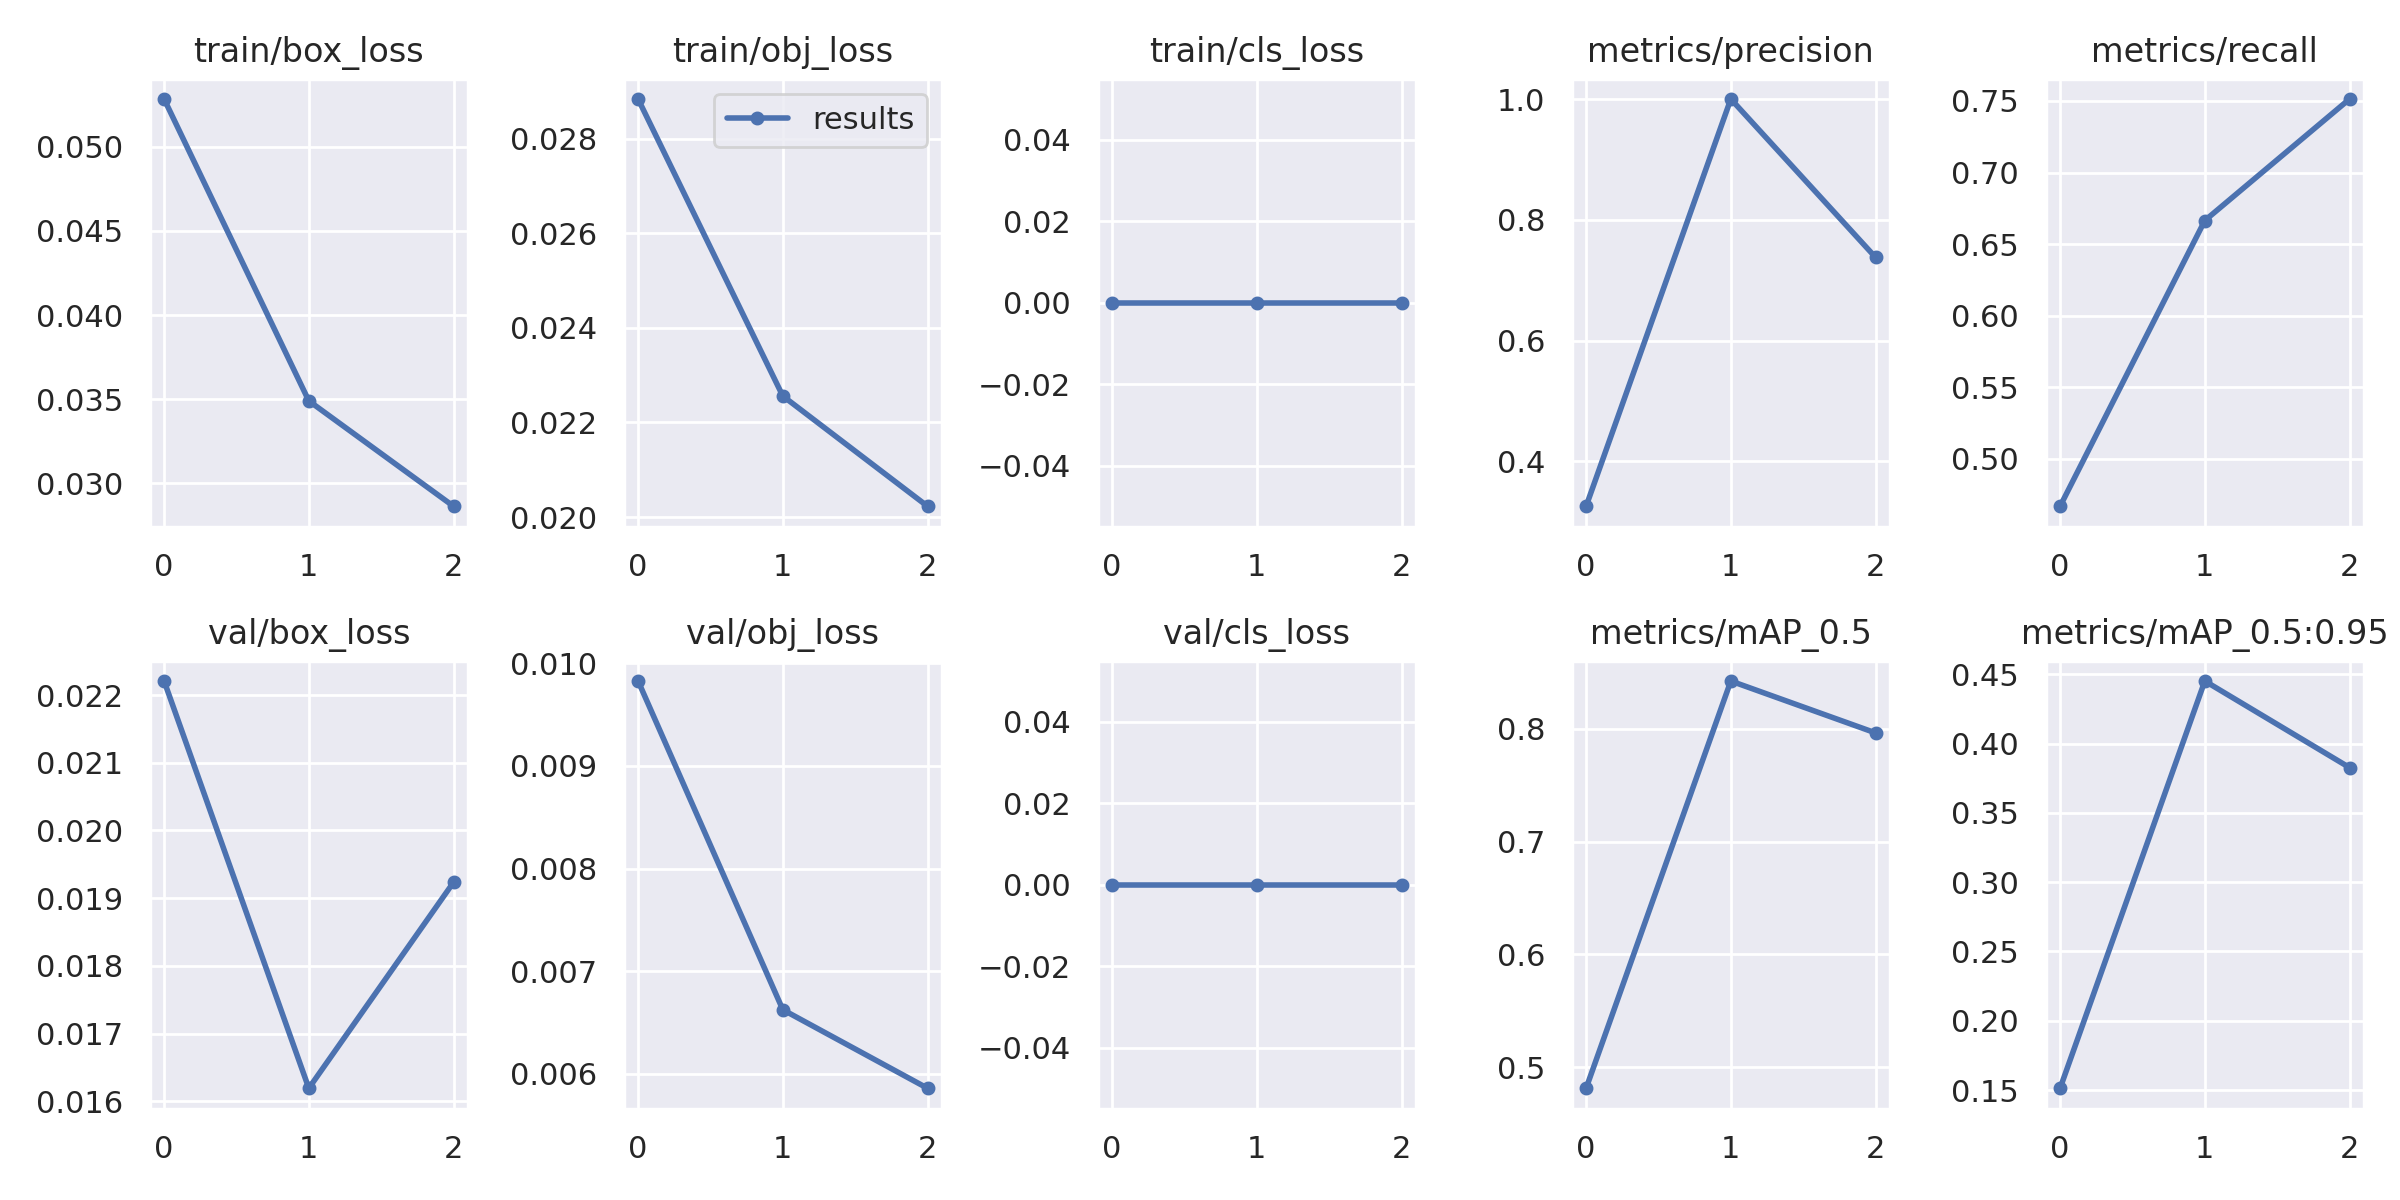 train/box_loss
0.050
0.045
0.040
0.035
0.030
0 1 2
train/obj_loss
results
0.028
0.026
0.024
0.022
0.020
0 1 2
train/cls_loss
0.04
0.02
0.00
−0.02
−0.04
0 1 2
metrics/precision
1.0
0.8
0.6
0.4
0 1 2
metrics/recall
0.75
0.70
0.65
0.60
0.55
0.50
0 1 2
val/box_loss
0.022
0.021
0.020
0.019
0.018
0.017
0.016
0 1 2
val/obj_loss
0.010
0.009
0.008
0.007
0.006
0 1 2
val/cls_loss
0.04
0.02
0.00
−0.02
−0.04
0 1 2
metrics/mAP_0.5
0.8
0.7
0.6
0.5
0 1 2
metrics/mAP_0.5:0.95
0.45
0.40
0.35
0.30
0.25
0.20
0.15
0 1 2